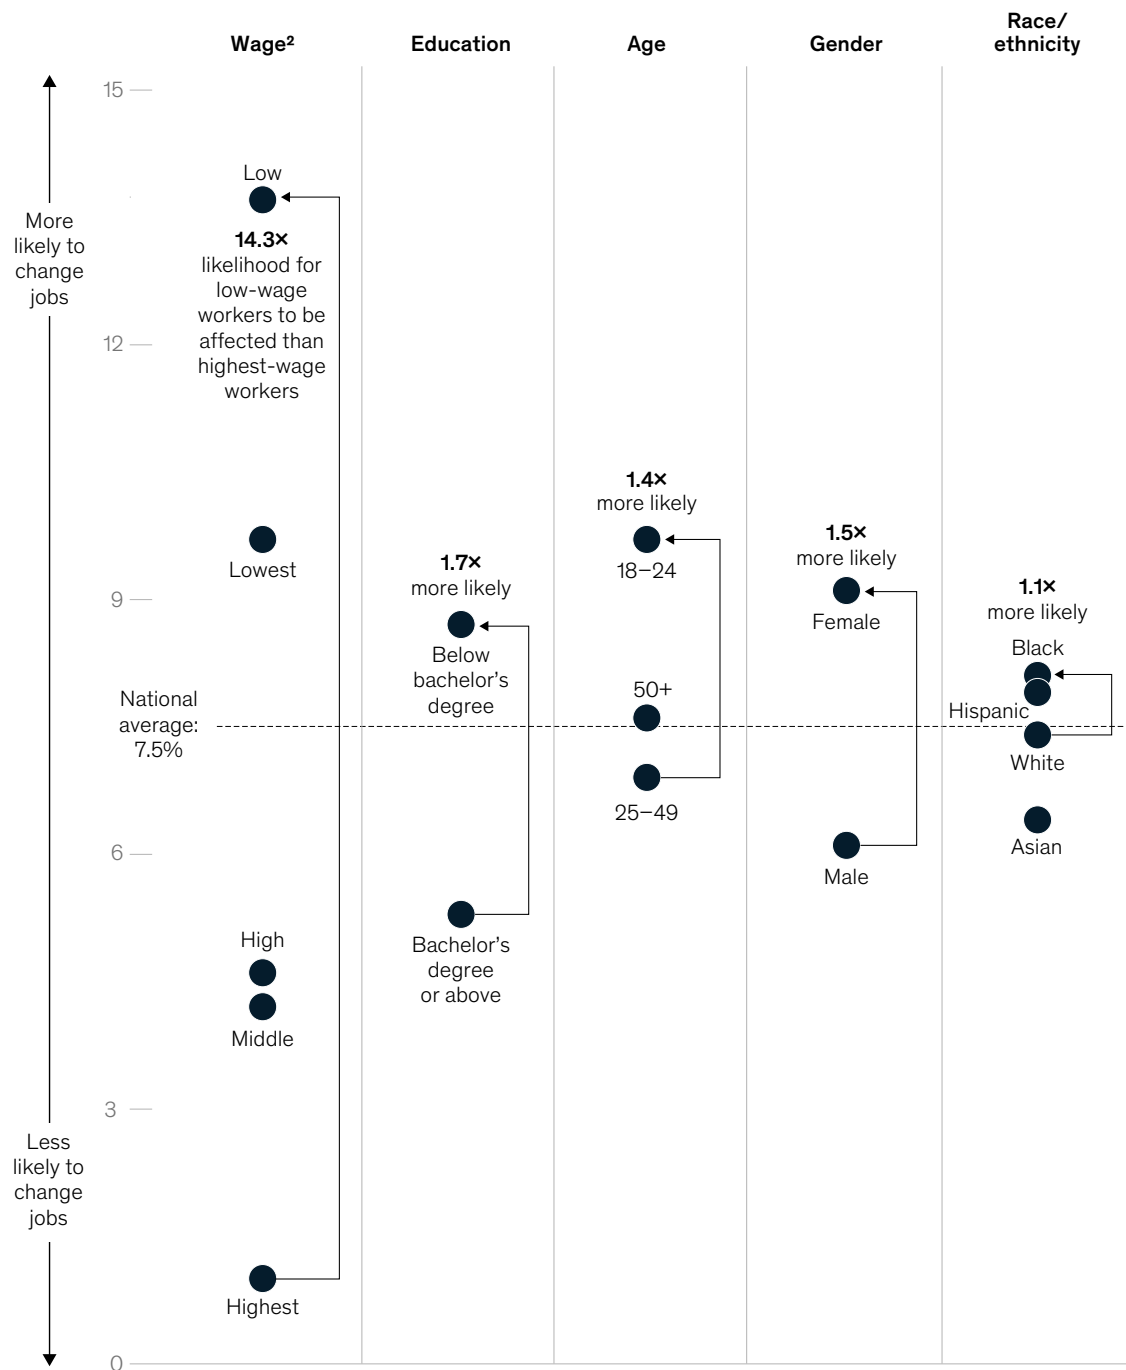 Wage²
Education
Age
Gender
Race/
ethnicity
15
12
9
6
3
0
More
likely to
change
jobs
Less
likely to
change
jobs
National
average:
7.5%
Low
14.3×
likelihood for
low-wage
workers to be
affected than
highest-wage
workers
Lowest
High
Middle
Highest
1.7×
more likely
Below
bachelor’s
degree
Bachelor’s
degree
or above
1.4×
more likely
18–24
50+
25–49
1.5×
more likely
Female
Male
1.1×
more likely
Black
Hispanic
White
Asian